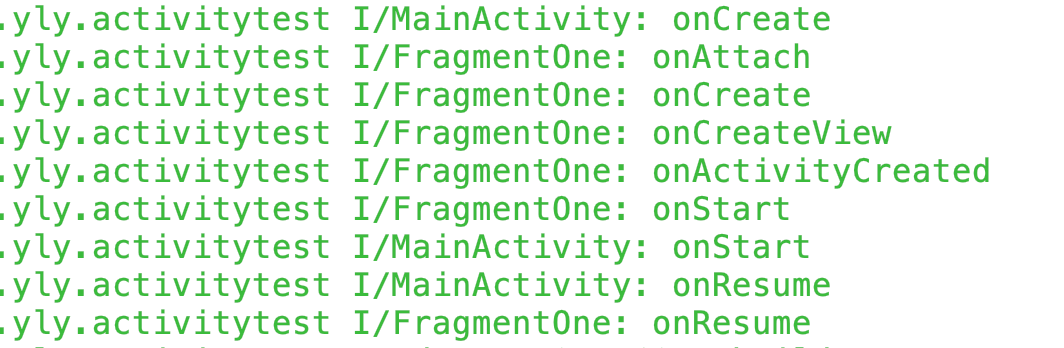 .yly.activitytest I/MainActivity: onCreate
.yly.activitytest I/FragmentOne: onAttach
.yly.activitytest I/FragmentOne: onCreate
.yly.activitytest I/FragmentOne: onCreateView
.yly.activitytest I/FragmentOne: onActivityCreated
.yly.activitytest I/FragmentOne: onStart
.yly.activitytest I/MainActivity: onStart
.yly.activitytest I/MainActivity: onResume
.yly.activitytest I/FragmentOne: onResume